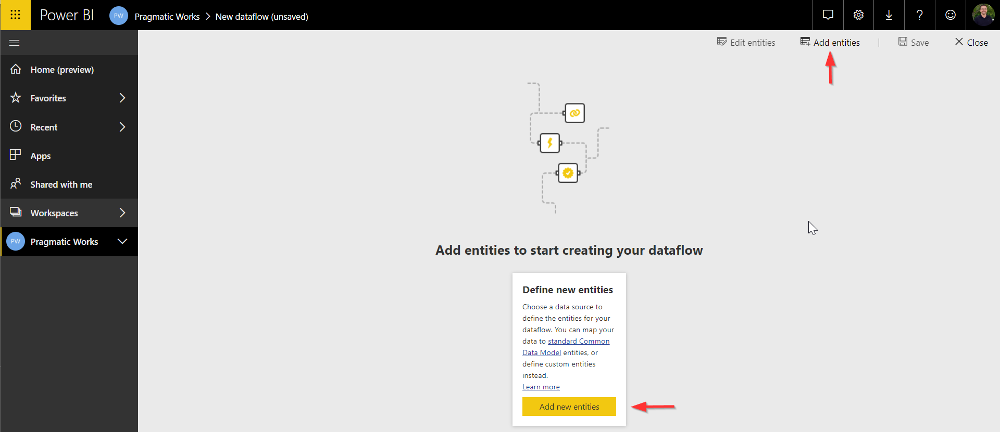 Power BI
PW
Pragmatic Works > New dataflow (unsaved)
?
Edit entities
Add entities
|
Save
Close
Home (preview)
Favorites
Recent
Apps
Shared with me
Workspaces
PW
Pragmatic Works
Add entities to start creating your dataflow
Define new entities
Choose a data source to
define the entities for your
dataflow. You can map your
data to standard Common
Data Model entities, or
define custom entities
instead.
Learn more
Add new entities